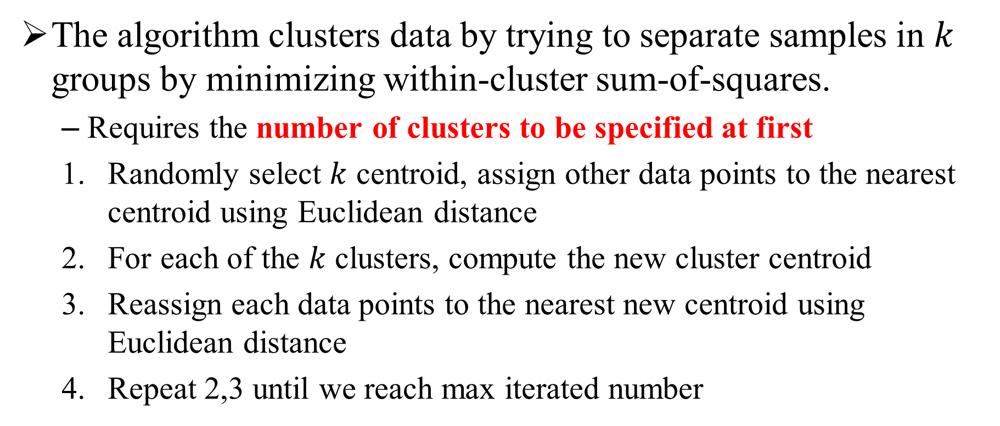 ➢The algorithm clusters data by trying to separate samples in k
groups by minimizing within-cluster sum-of-squares.
– Requires the number of clusters to be specified at first
1. Randomly select k centroid, assign other data points to the nearest
centroid using Euclidean distance
2. For each of the k clusters, compute the new cluster centroid
3. Reassign each data points to the nearest new centroid using
Euclidean distance
4. Repeat 2,3 until we reach max iterated number